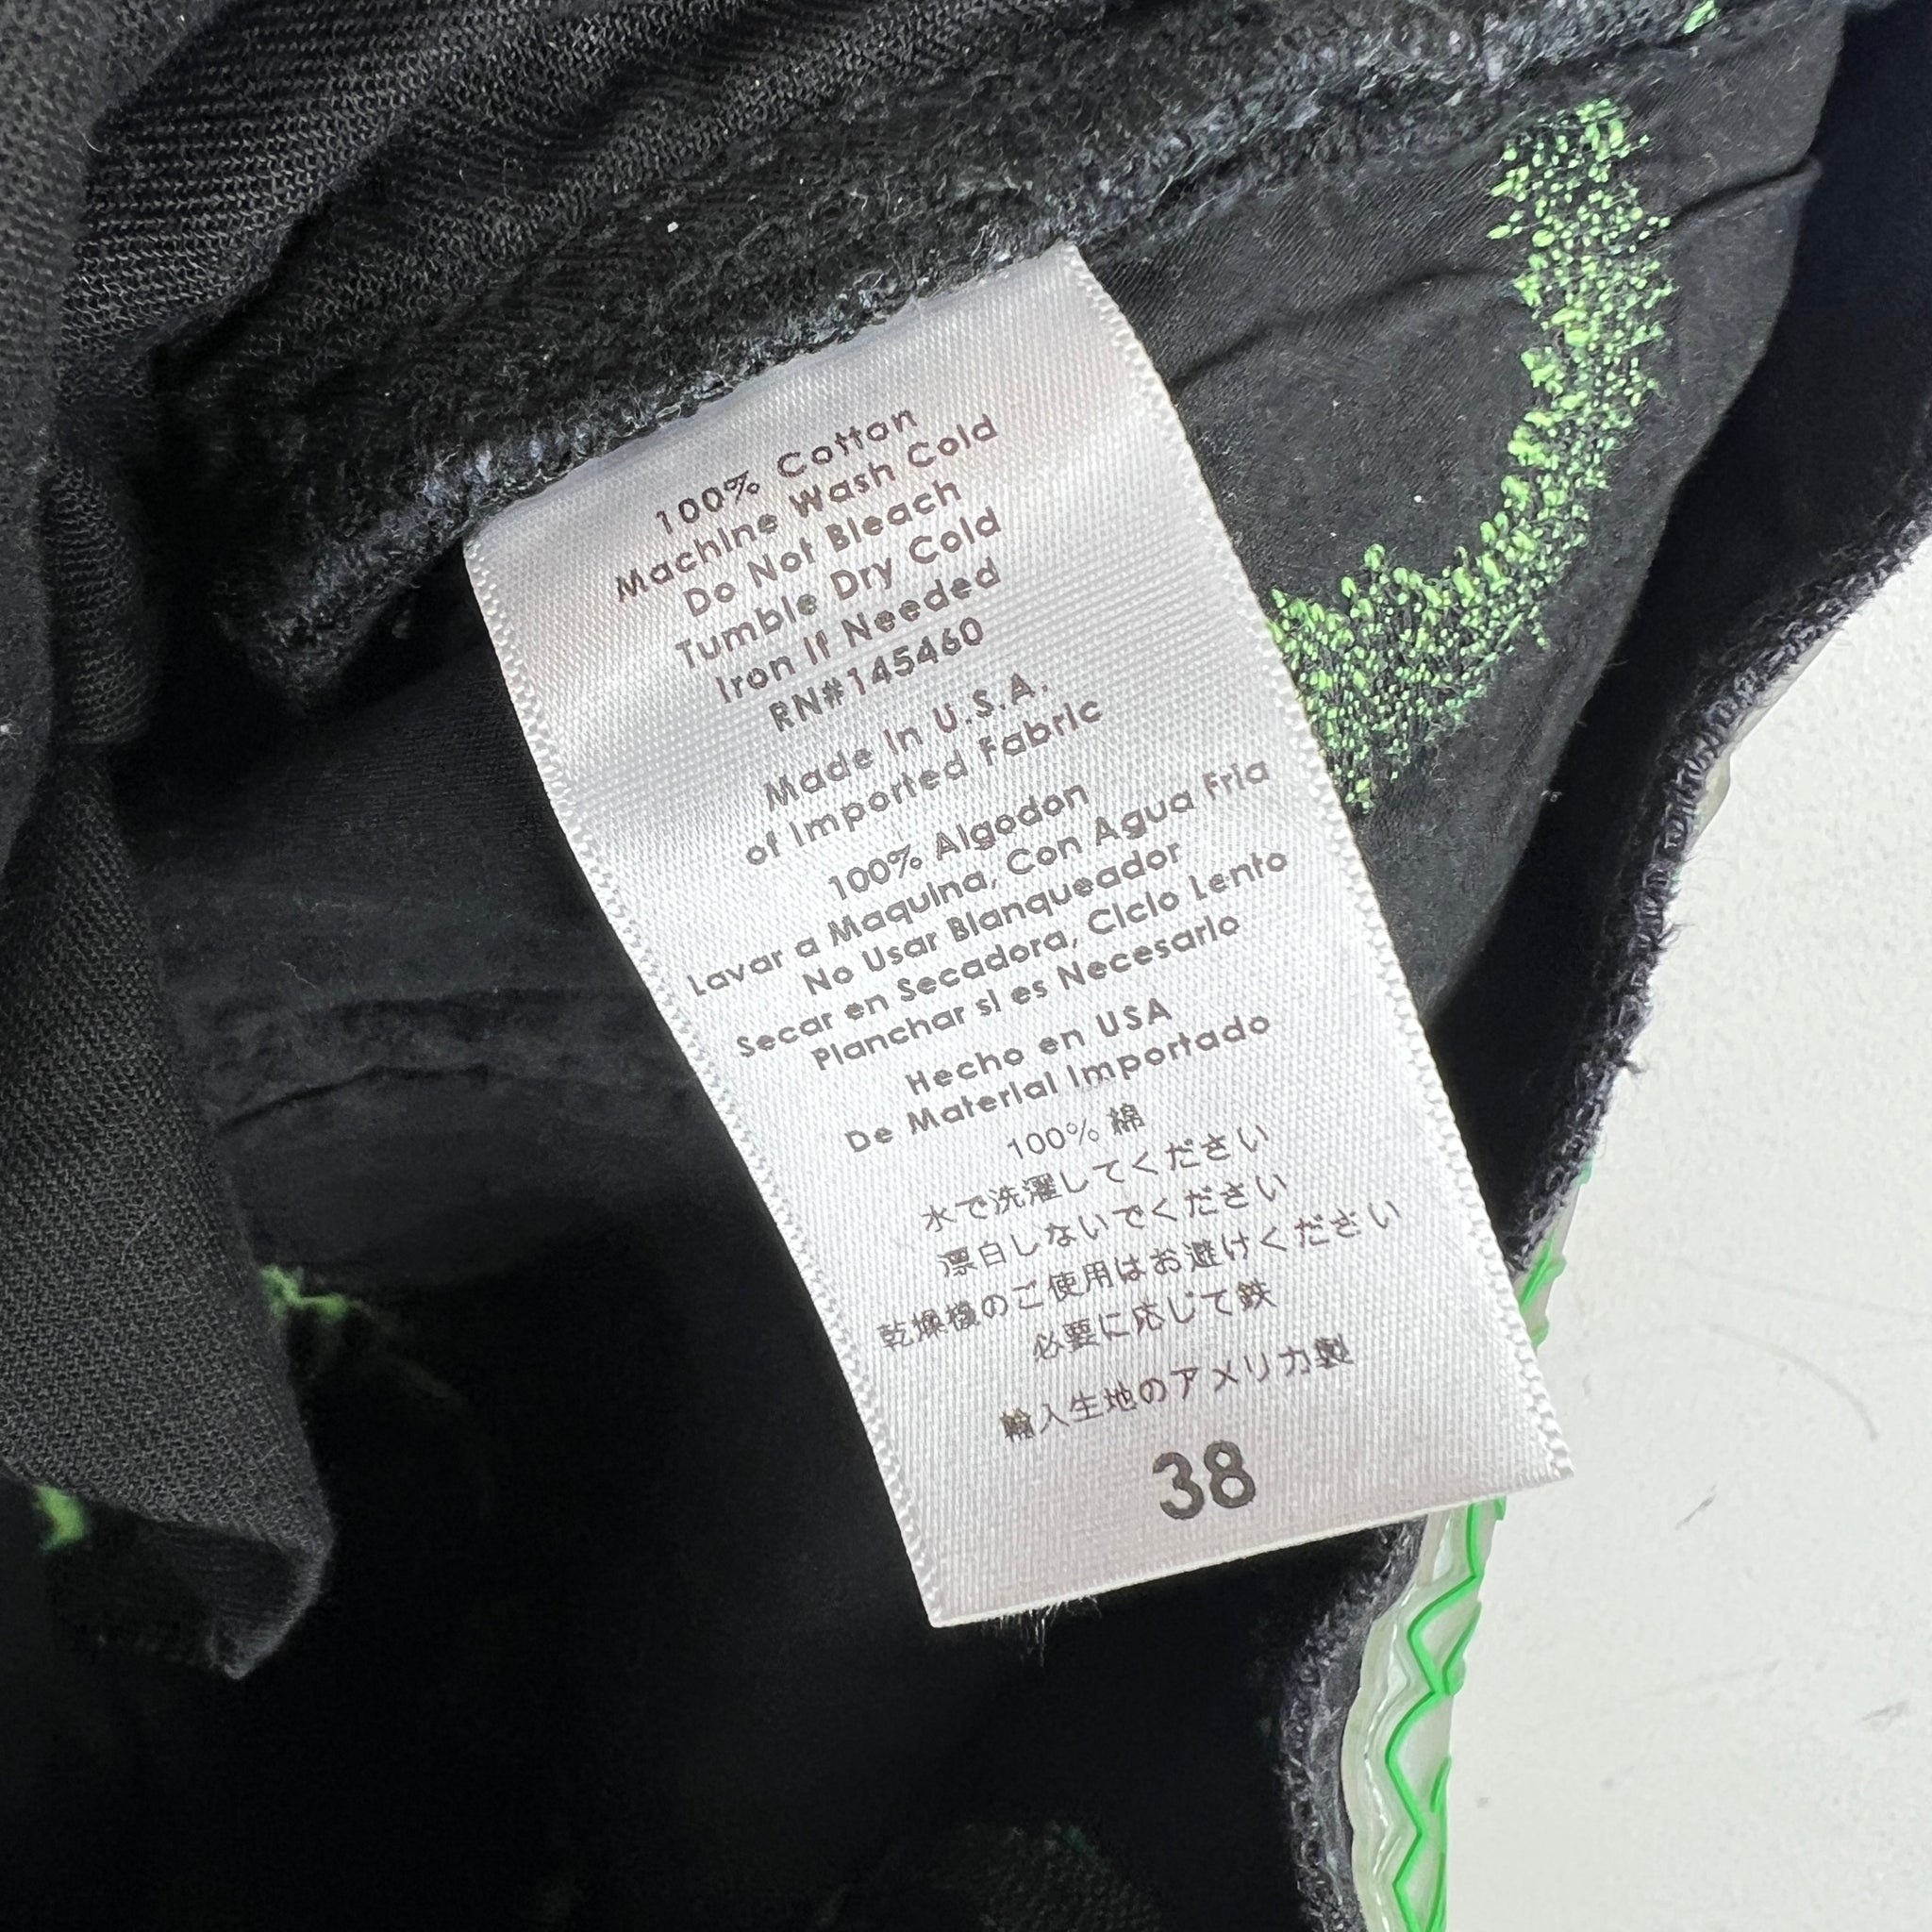 100% Cotton
Machine Wash Cold
Do Not Bleach
Tumble Dry Cold
Iron If Needed
RN#145460
Made in U.S.A.
of Imported Fabric
100% Algodon
Lavar a Maquina, Con Agua Fria
No Usar Blanqueador
Secar en Secadora, Ciclo Lento
Planchar si es Necesario
Hecho en USA
De Material Importado
100% 綿
水で洗濯してください
漂白しないでください
乾燥機のご使用はお避けください
必要に応じて鉄
輸入生地のアメリカ製
38